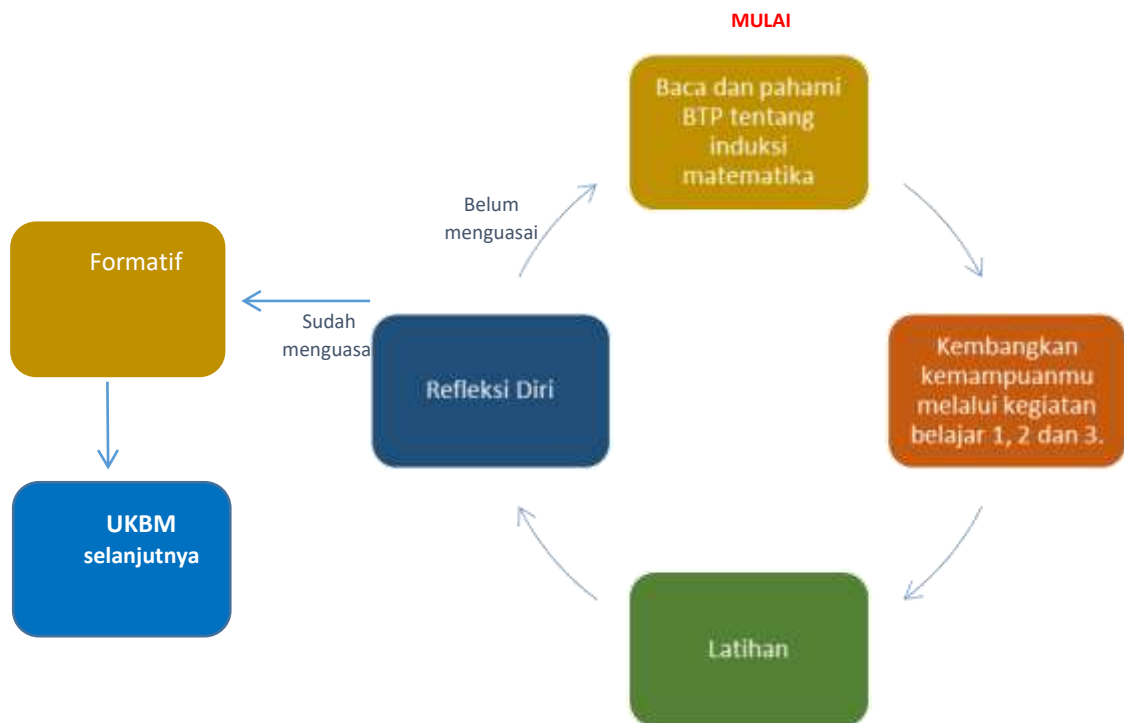 MULAI
Baca dan pahami
BTP tentang
induksi
matematika
Belum
menguasai
Formatif
Sudah
menguasa
Refleksi Diri
Kembangkan
kemampuanmu
melalui kegiatan
belajar 1, 2 dan 3.
UKBM
selanjutnya
Latihan